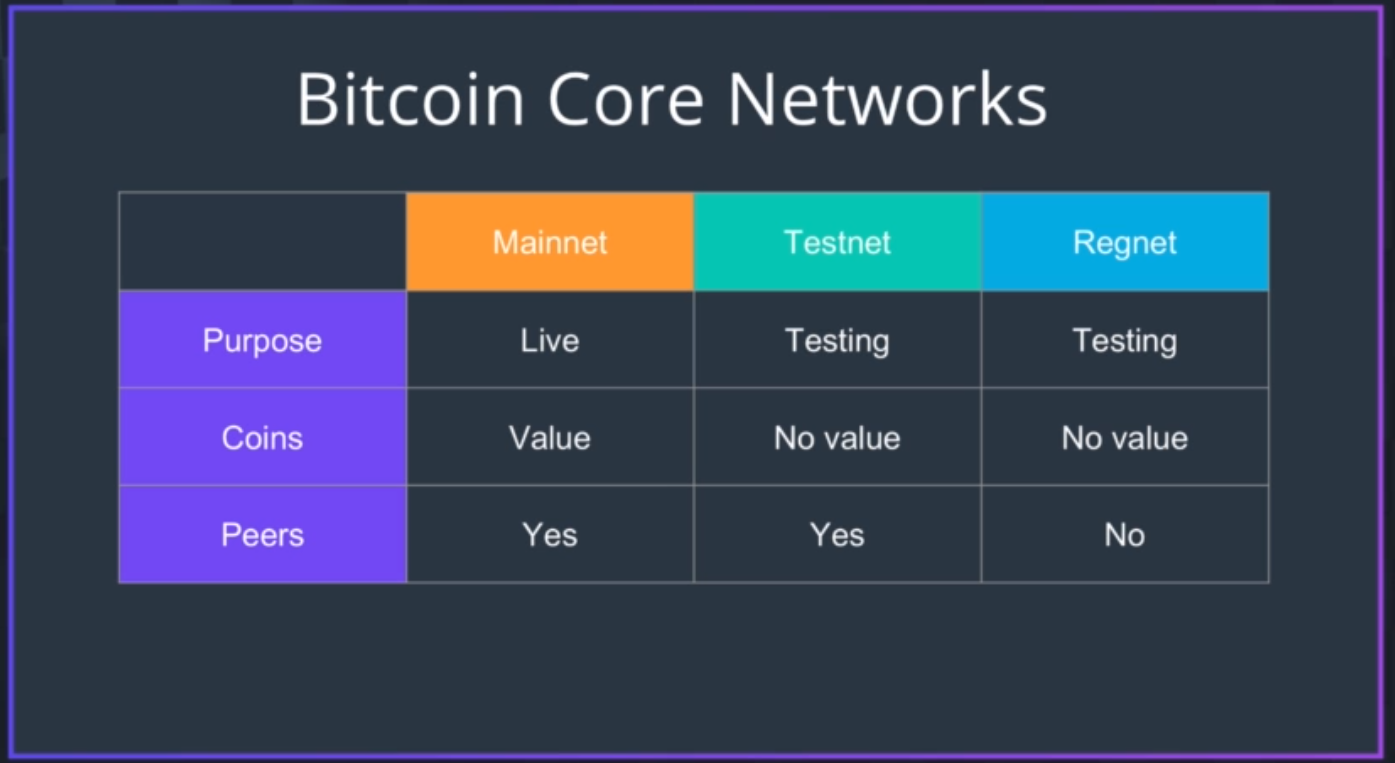 Bitcoin Core Networks
Mainnet Testnet Regnet
Purpose Live Testing Testing
Coins Value No value No value
Peers Yes Yes No